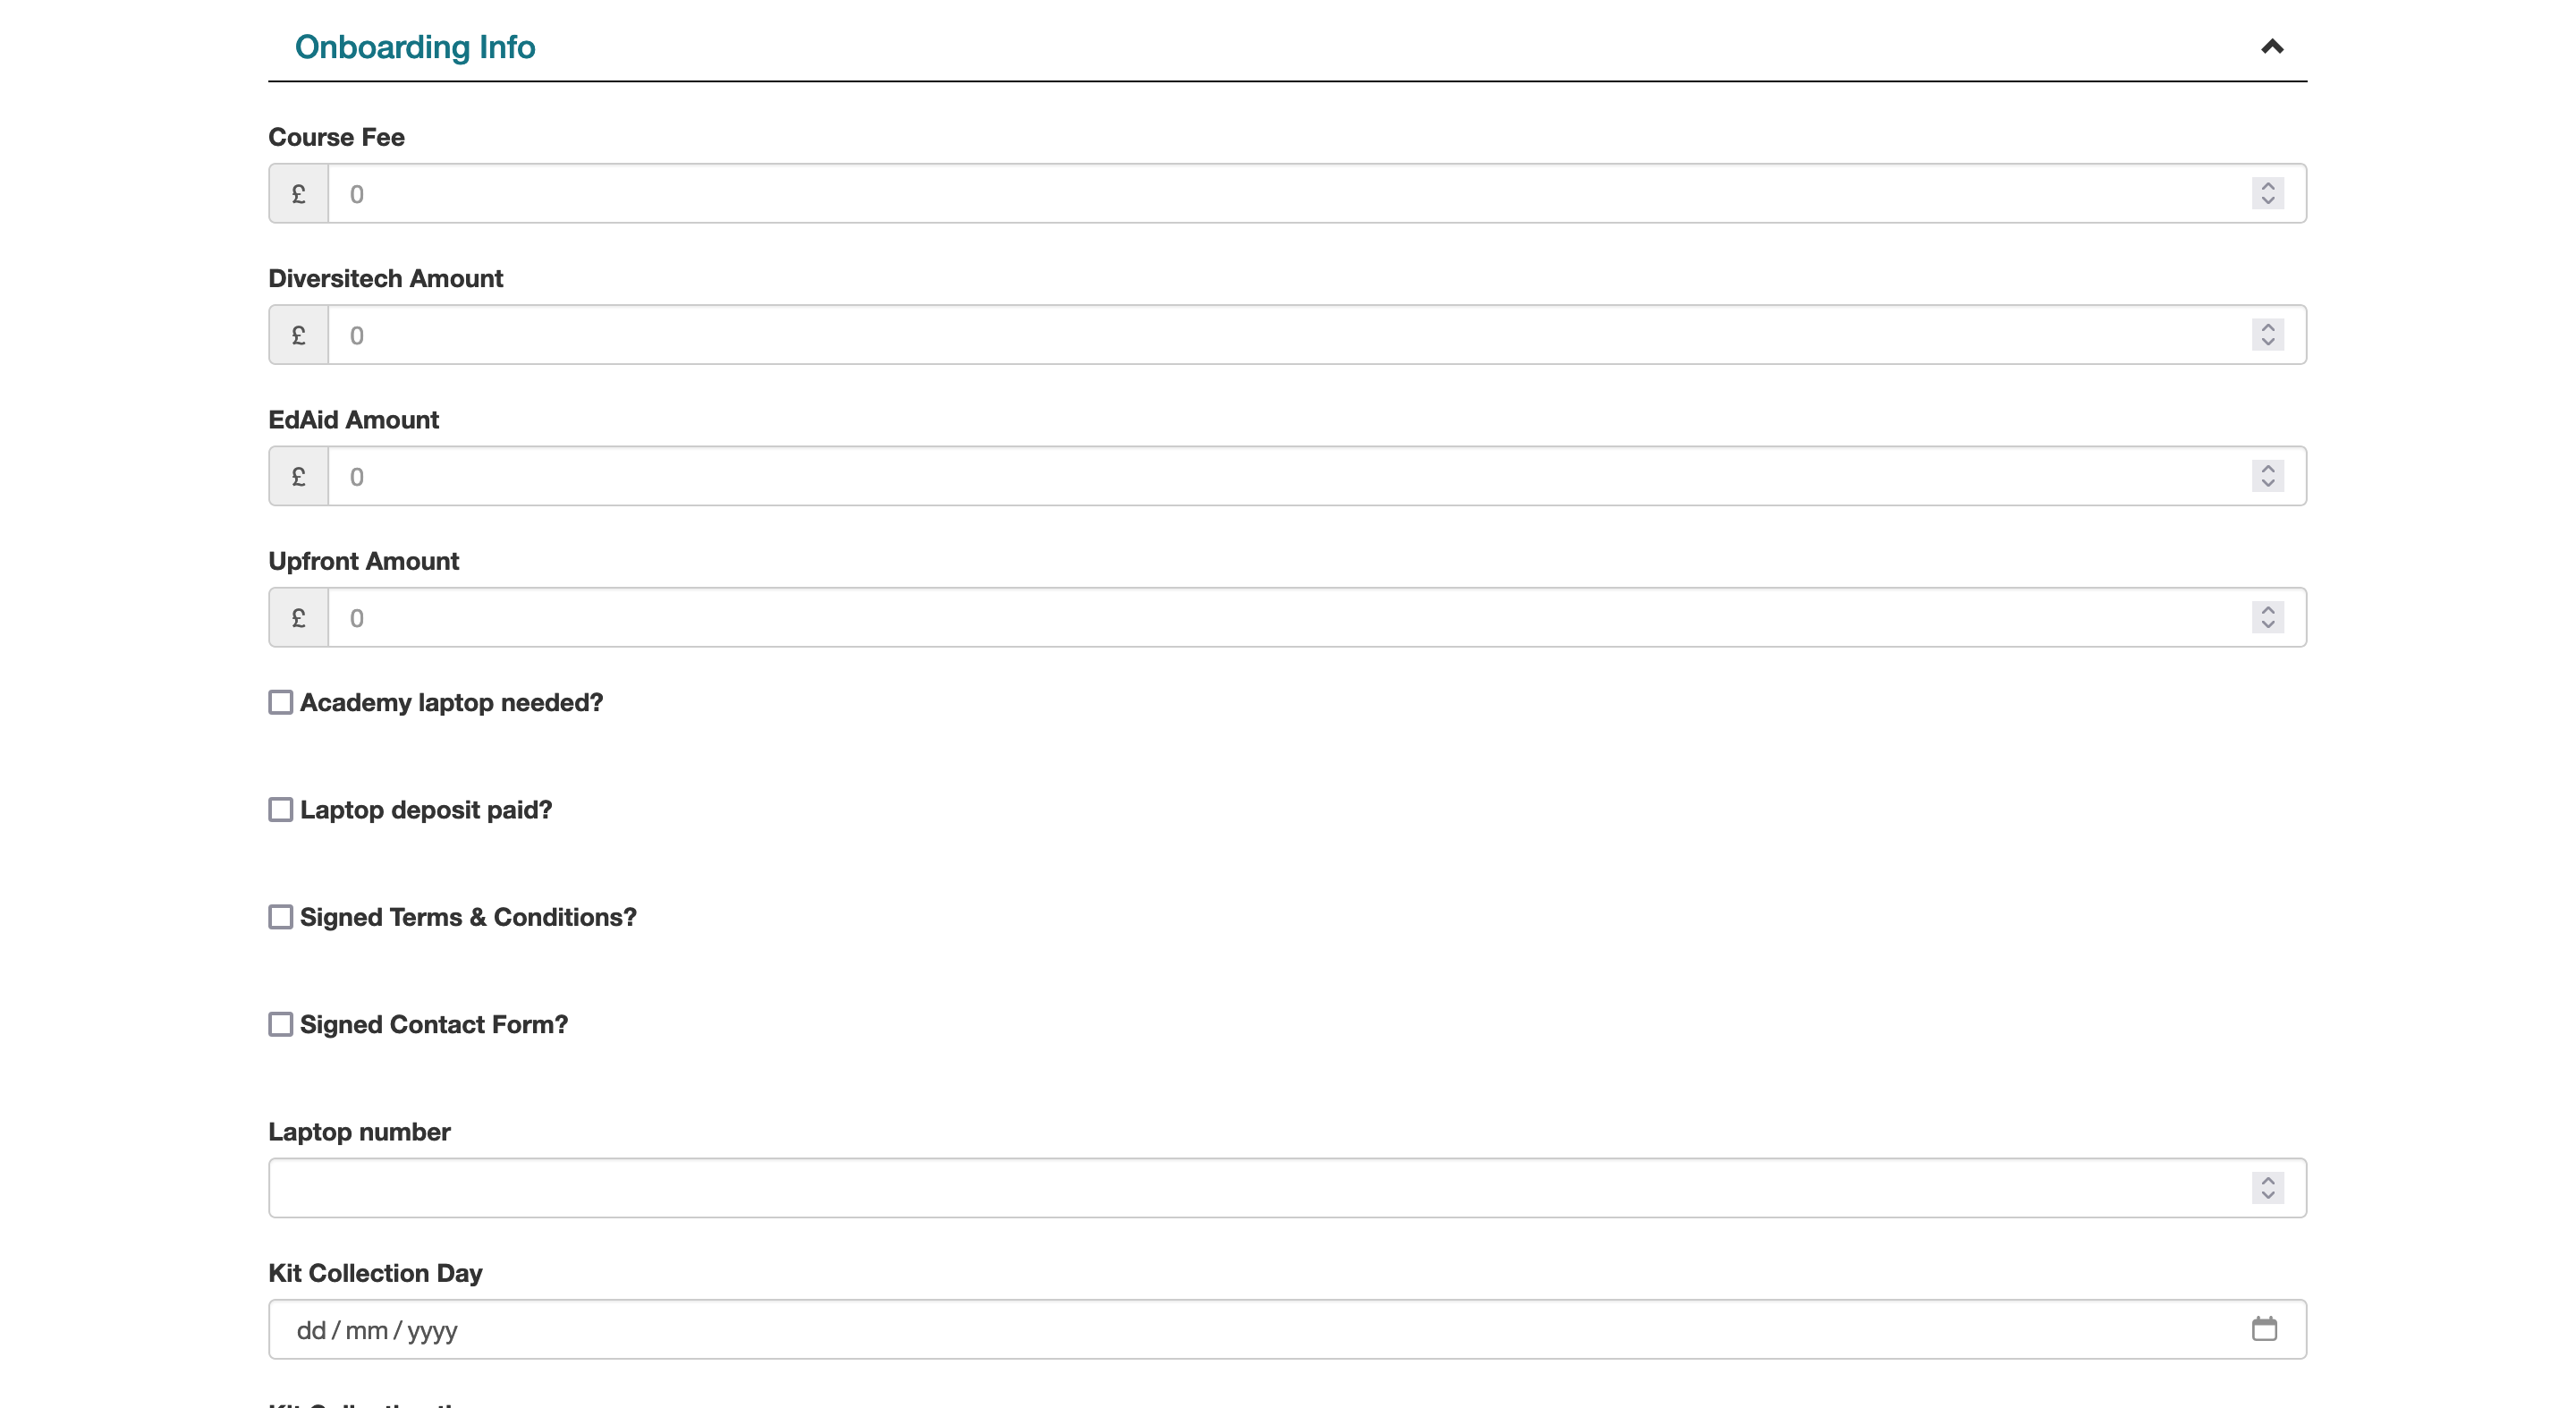 Onboarding Info
Course Fee
£ 0
Diversitech Amount
£ 0
EdAid Amount
£ 0
Upfront Amount
£ 0
Academy laptop needed?
Laptop deposit paid?
Signed Terms & Conditions?
Signed Contact Form?
Laptop number
Kit Collection Day
dd/mm/yyyy